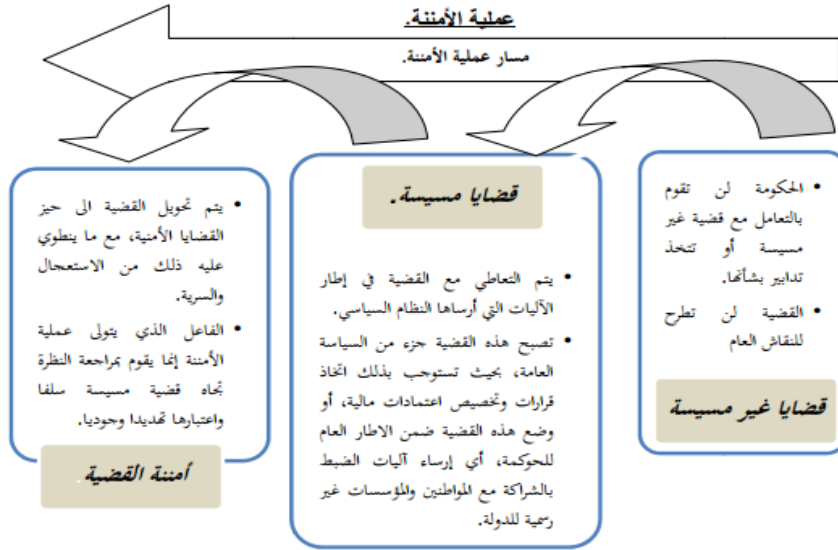 عملية الأمننة.
مسار عملية الأمننة.
الحكومة لن تقوم
بالتعامل مع قضية غير
مسيسة أو تتخذ
تدابير بشأنها.
القضية لن تطرح
للنقاش العام
قضايا غير مسيسة
قضايا مسيسة.
يتم التعاطي مع القضية في إطار
الآليات التي أرساها النظام السياسي.
تصبح هذه القضية جزء من السياسة
العامة، بحيث تستوجب بذلك اتخاذ
قرارات وتخصيص اعتمادات مالية، أو
وضع هذه القضية ضمن الاطار العام
للحوكمة، أي إرساء آليات الضبط
بالشراكة مع المواطنين والمؤسسات غير
رسمية للدولة.
يتم تحويل القضية الى حيز
القضايا الأمنية، مع ما ينطوي
عليه ذلك من الاستعجال
والسرية.
الفاعل الذي يتولى عملية
الأمننة إنما يقوم بمراجعة النظرة
تجاه قضية مسيسة سلفا
واعتبارها تهديدا وجوديا.
أمننة القضية